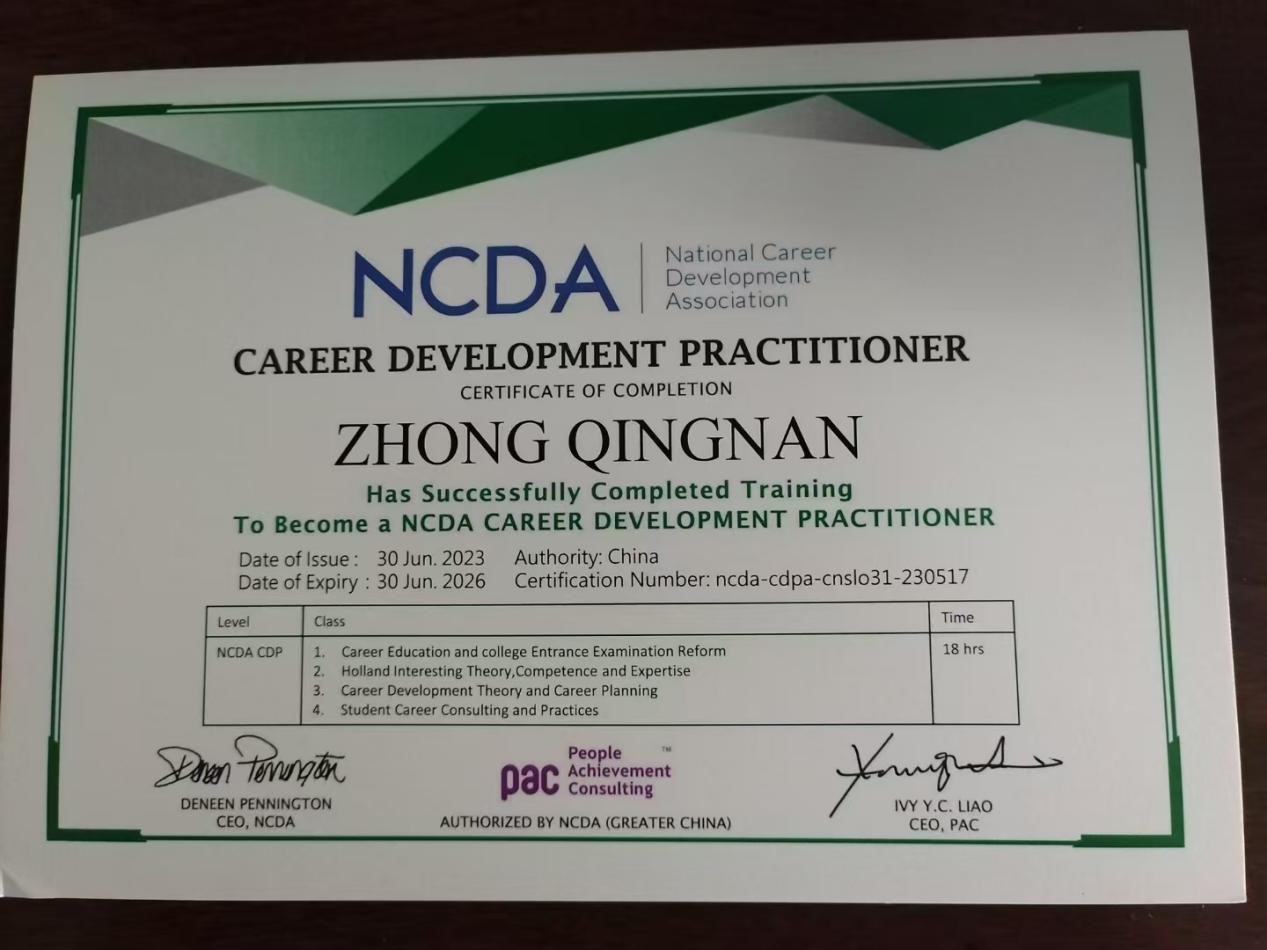 NCDA
National Career
Development
Association
CAREER DEVELOPMENT PRACTITIONER
CERTIFICATE OF COMPLETION
ZHONG QINGNAN
Has Successfully Completed Training
To Become a NCDA CAREER DEVELOPMENT PRACTITIONER
Date of Issue : 30 Jun. 2023 Authority: China
Date of Expiry : 30 Jun. 2026 Certification Number: ncda-cdpa-cnslo31-230517
Level Class Time
NCDA CDP 1. Career Education and college Entrance Examination Reform 18 hrs
2. Holland Interesting Theory,Competence and Expertise
3. Career Development Theory and Career Planning
4. Student Career Consulting and Practices
Deneen Pennington
DENEEN PENNINGTON
CEO, NCDA
pac People Achievement Consulting ™
AUTHORIZED BY NCDA (GREATER CHINA)
IVY Y.C. LIAO
CEO, PAC